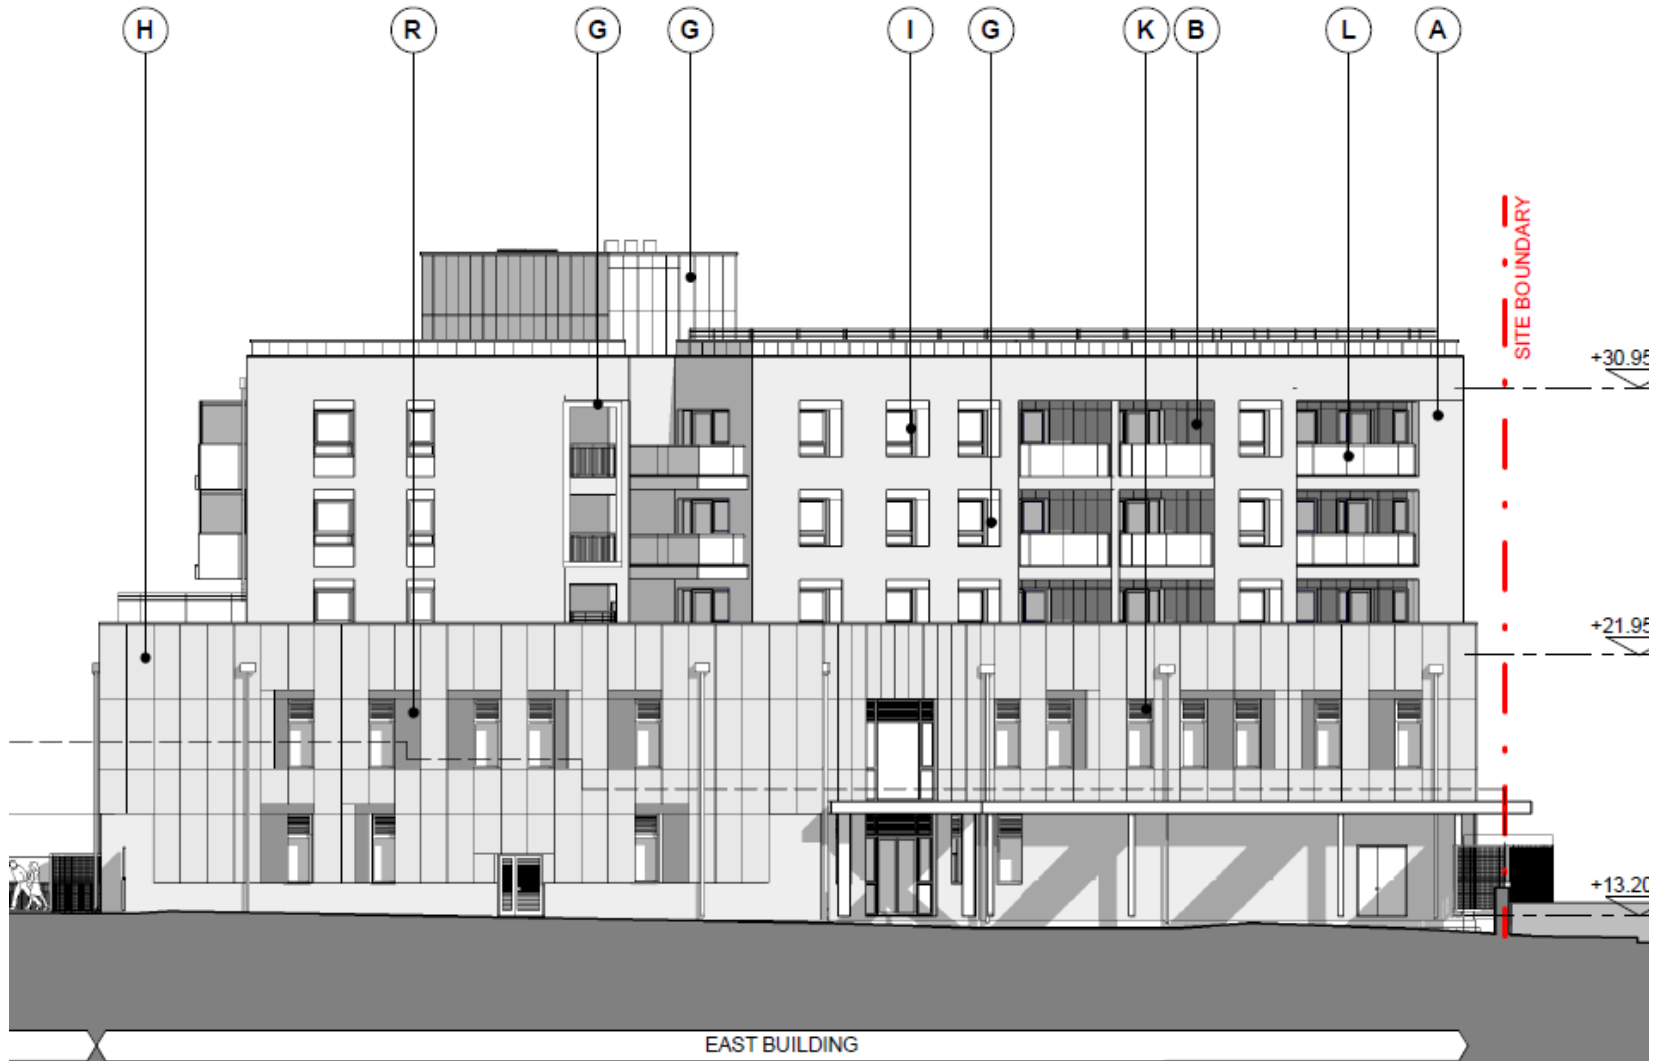 H R G G I G K B L A
SITE BOUNDARY
+30.95
+21.95
+13.20
EAST BUILDING